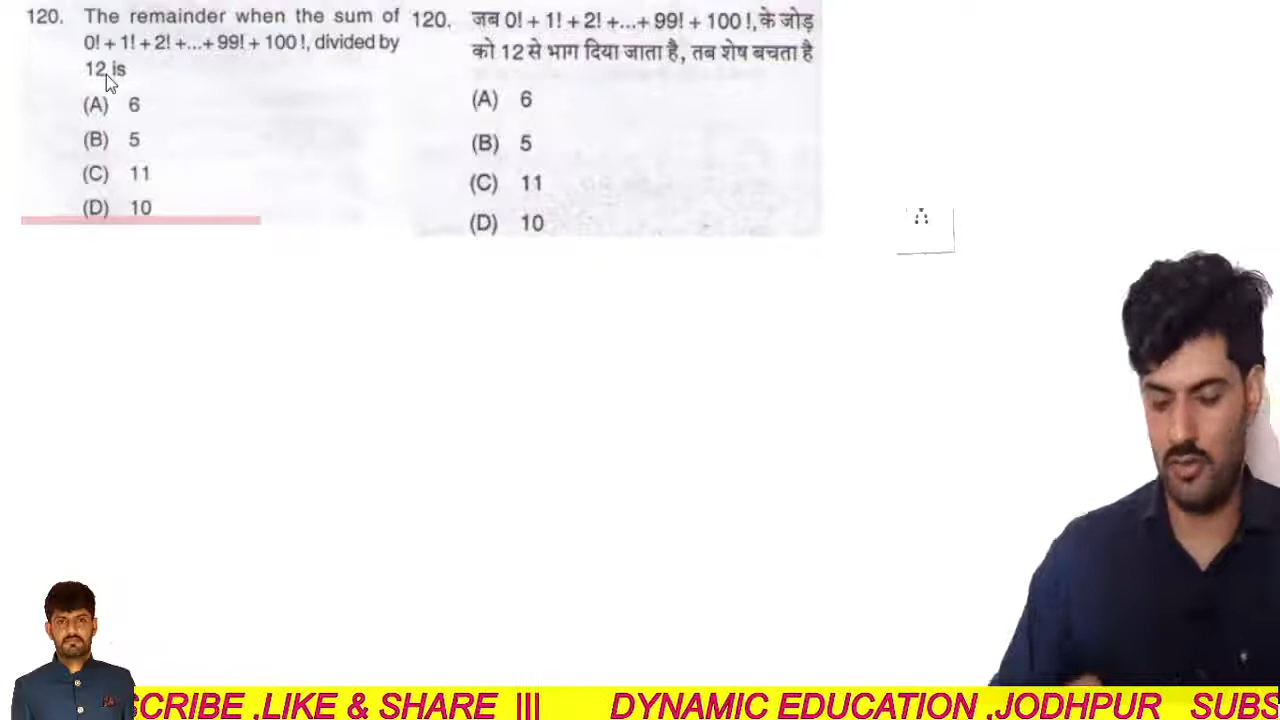 120. The remainder when the sum of
0! + 1! + 2! +...+ 99! + 100 !, divided by
12 is
(A) 6
(B) 5
(C) 11
(D) 10
120. जब 0! + 1! + 2! +...+ 99! + 100 !, के जोड़
को 12 से भाग दिया जाता है, तब शेष बचता है
(A) 6
(B) 5
(C) 11
(D) 10
SCRIBE ,LIKE & SHARE ||| DYNAMIC EDUCATION ,JODHPUR SUBS